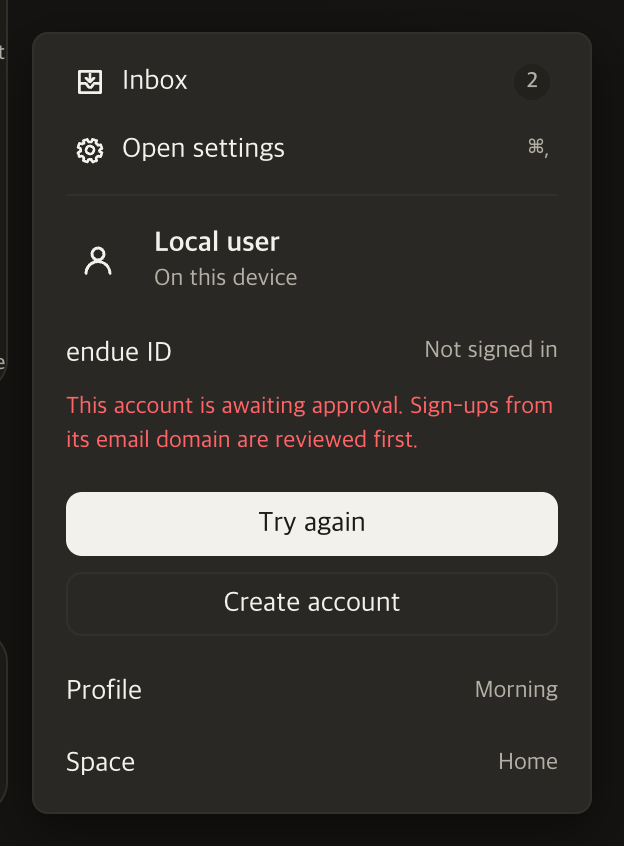 Inbox
2
Open settings
⌘,
Local user
On this device
endue ID
Not signed in
This account is awaiting approval. Sign-ups from
its email domain are reviewed first.
Try again
Create account
Profile
Morning
Space
Home